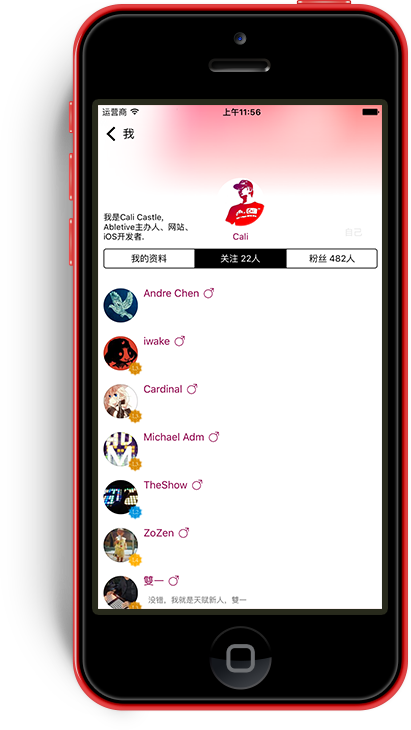 运营商 上午11:56
我
我是Cali Castle,
Abletive主办人、网站、
iOS开发者.
Cali
自己
我的资料 关注 22人 粉丝 482人
Andre Chen
iwake
Cardinal
Michael Adm
TheShow
ZoZen
雙一
没错，我就是天赋新人，雙一